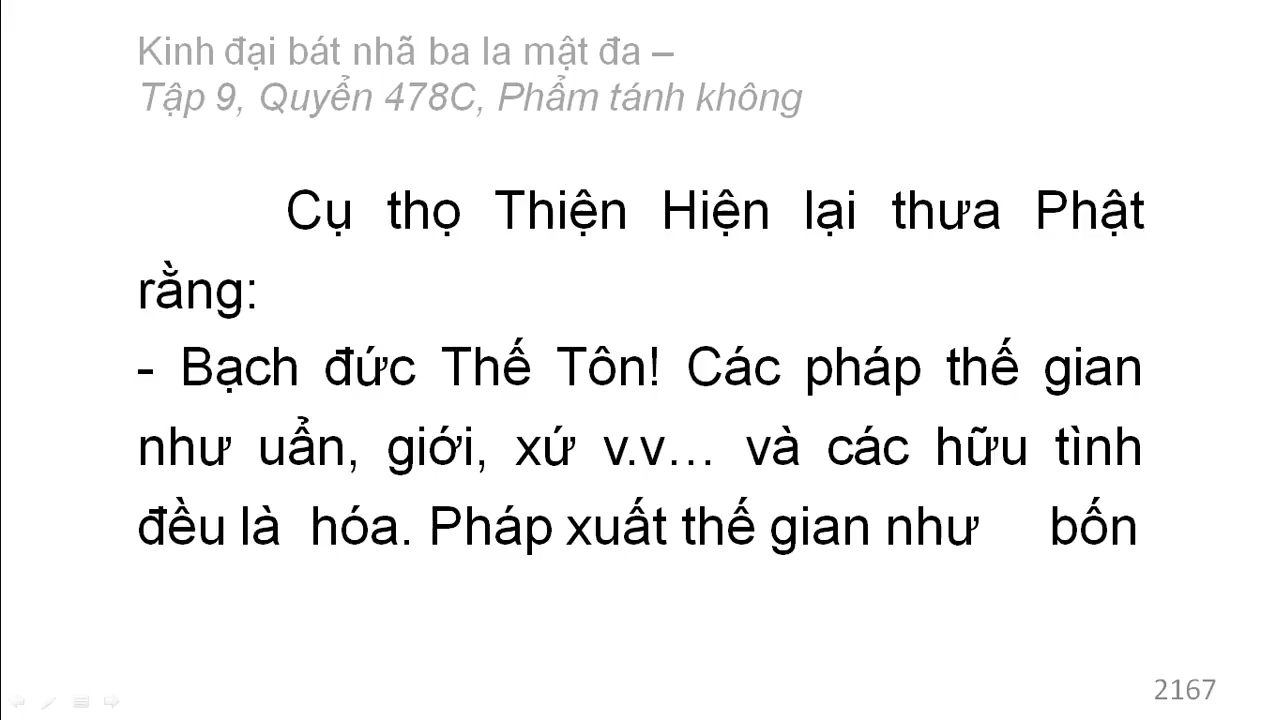 Kinh đại bát nhã ba la mật đa –
Tập 9, Quyển 478C, Phẩm tánh không
Cụ thọ Thiện Hiện lại thưa Phật
rằng:
- Bạch đức Thế Tôn! Các pháp thế gian
như uẩn, giới, xứ v.v… và các hữu tình
đều là hóa. Pháp xuất thế gian như bốn
2167